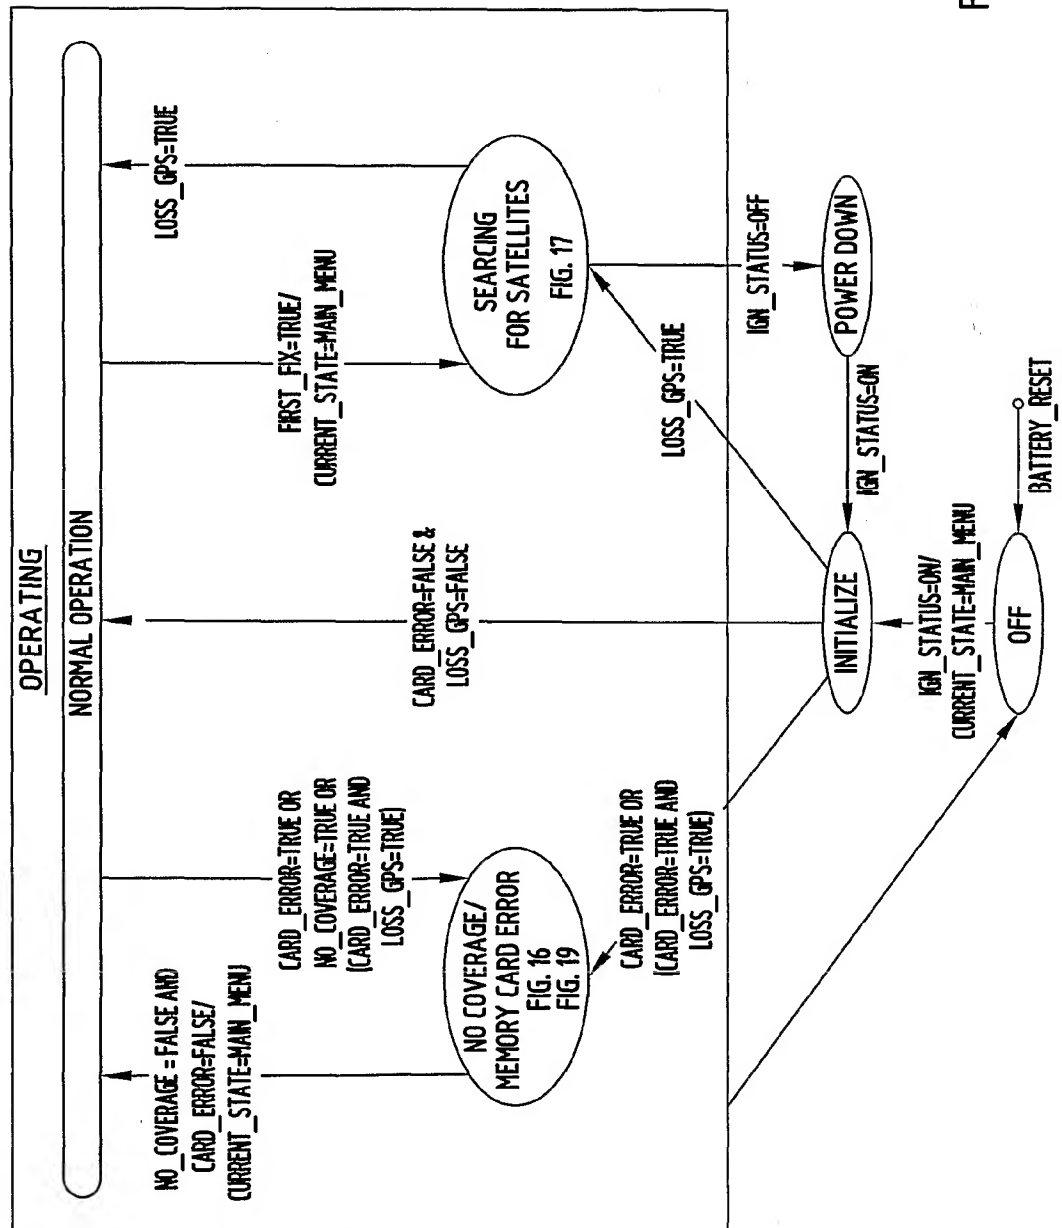 OPERATING
NORMAL OPERATION
NO_COVERAGE=FALSE AND
CARD_ERROR=FALSE/
CURRENT_STATE=MAIN_MENU
CARD_ERROR=TRUE OR
NO_COVERAGE=TRUE OR
(CARD_ERROR=TRUE AND
LOSS_GPS=TRUE)
CARD_ERROR=FALSE &
LOSS_GPS=FALSE
FIRST_FIX=TRUE/
CURRENT_STATE=MAIN_MENU
LOSS_GPS=TRUE
NO COVERAGE/
MEMORY CARD ERROR
FIG. 16
FIG. 19
SEARCING
FOR SATELLITES
FIG. 17
CARD_ERROR=TRUE OR
(CARD_ERROR=TRUE AND
LOSS_GPS=TRUE)
LOSS_GPS=TRUE
IGN_STATUS=OFF
INITIALIZE
IGN_STATUS=ON
POWER DOWN
IGN_STATUS=ON/
CURRENT_STATE=MAIN_MENU
OFF
BATTERY_RESET